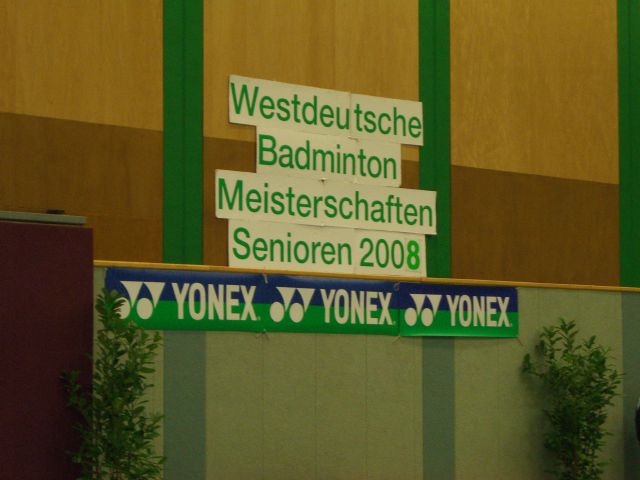 Westdeutsche
Badminton
Meisterschaften
Senioren 2008
YONEX YONEX YONEX